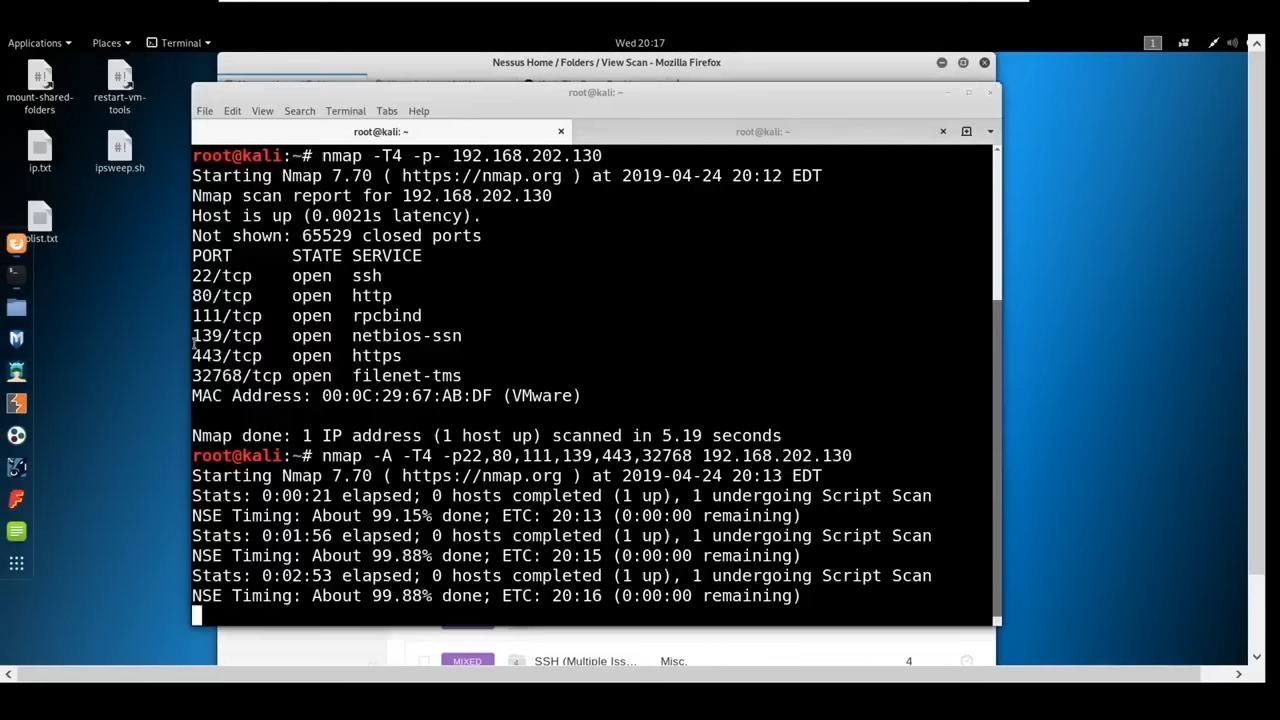 Applications
Places
Terminal
Wed 20:17
1
mount-shared-folders
restart-vm-tools
ip.txt
ipsweep.sh
Nessus Home / Folders / View Scan - Mozilla Firefox
root@kali: ~
File Edit View Search Terminal Tabs Help
root@kali: ~
root@kali: ~
root@kali:~# nmap -T4 -p- 192.168.202.130
Starting Nmap 7.70 ( https://nmap.org ) at 2019-04-24 20:12 EDT
Nmap scan report for 192.168.202.130
Host is up (0.0021s latency).
Not shown: 65529 closed ports
PORT STATE SERVICE
22/tcp open ssh
80/tcp open http
111/tcp open rpcbind
139/tcp open netbios-ssn
443/tcp open https
32768/tcp open filenet-tms
MAC Address: 00:0C:29:67:AB:DF (VMware)
Nmap done: 1 IP address (1 host up) scanned in 5.19 seconds
root@kali:~# nmap -A -T4 -p22,80,111,139,443,32768 192.168.202.130
Starting Nmap 7.70 ( https://nmap.org ) at 2019-04-24 20:13 EDT
Stats: 0:00:21 elapsed; 0 hosts completed (1 up), 1 undergoing Script Scan
NSE Timing: About 99.15% done; ETC: 20:13 (0:00:00 remaining)
Stats: 0:01:56 elapsed; 0 hosts completed (1 up), 1 undergoing Script Scan
NSE Timing: About 99.88% done; ETC: 20:15 (0:00:00 remaining)
Stats: 0:02:53 elapsed; 0 hosts completed (1 up), 1 undergoing Script Scan
NSE Timing: About 99.88% done; ETC: 20:16 (0:00:00 remaining)
MIXED 4 SSH (Multiple Iss... Misc. 4